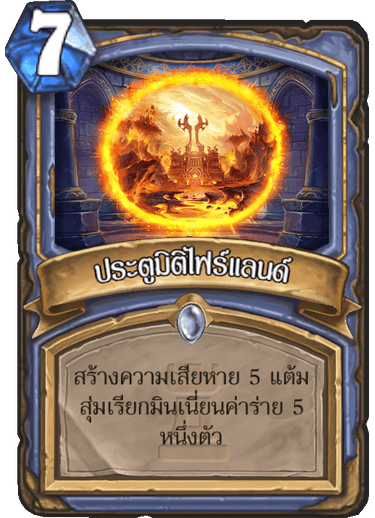 7
ประตูมิติไฟร์แลนด์
สร้างความเสียหาย 5 แต้ม
สุ่มเรียกมินเนี่ยนค่าร่าย 5
หนึ่งตัว